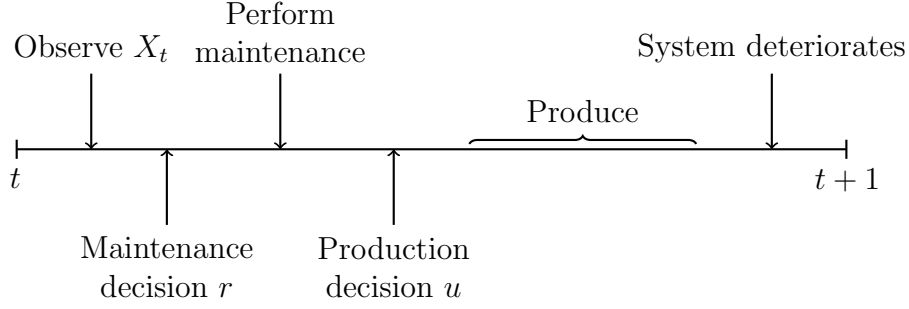 Perform
Observe X_t maintenance System deteriorates
Produce
t t + 1
Maintenance Production
decision r decision u